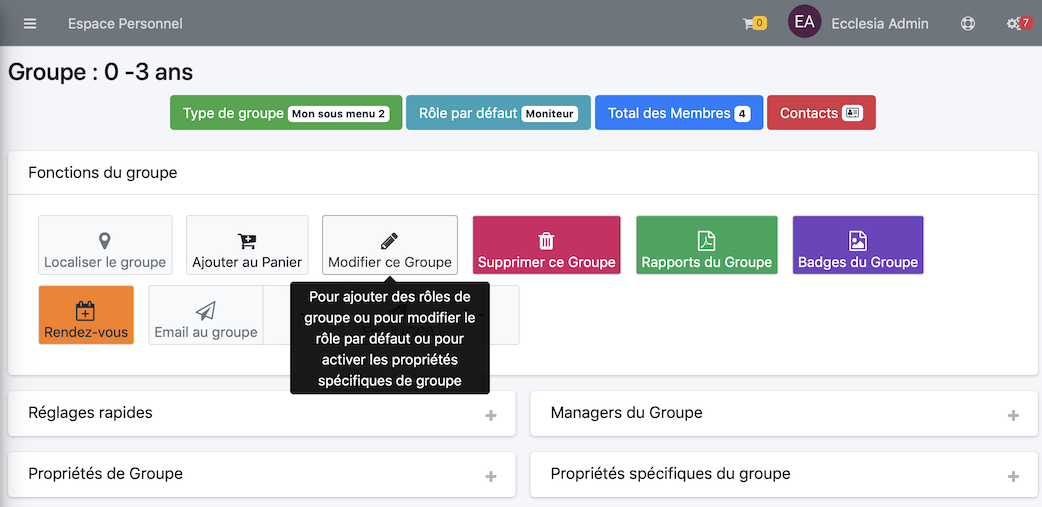 Espace Personnel
0
EA
Ecclesia Admin
7
Groupe : 0 -3 ans
Type de groupe Mon sous menu 2
Rôle par défaut Moniteur
Total des Membres 4
Contacts
Fonctions du groupe
Localiser le groupe
Ajouter au Panier
Modifier ce Groupe
Supprimer ce Groupe
Rapports du Groupe
Badges du Groupe
Rendez-vous
Email au groupe
Pour ajouter des rôles de
groupe ou pour modifier le
rôle par défaut ou pour
activer les propriétés
spécifiques de groupe
Réglages rapides
Managers du Groupe
Propriétés de Groupe
Propriétés spécifiques du groupe